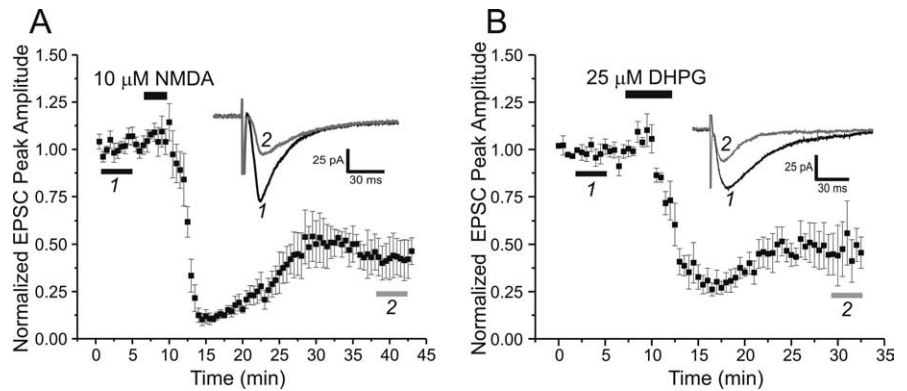 A
Normalized EPSC Peak Amplitude
1.50
1.25
1.00
0.75
0.50
0.25
0.00
10 μM NMDA
1
2
1
25 pA
30 ms
2
0 5 10 15 20 25 30 35 40 45
Time (min)
B
Normalized EPSC Peak Amplitude
1.50
1.25
1.00
0.75
0.50
0.25
0.00
25 μM DHPG
1
2
1
25 pA
30 ms
2
0 5 10 15 20 25 30 35
Time (min)